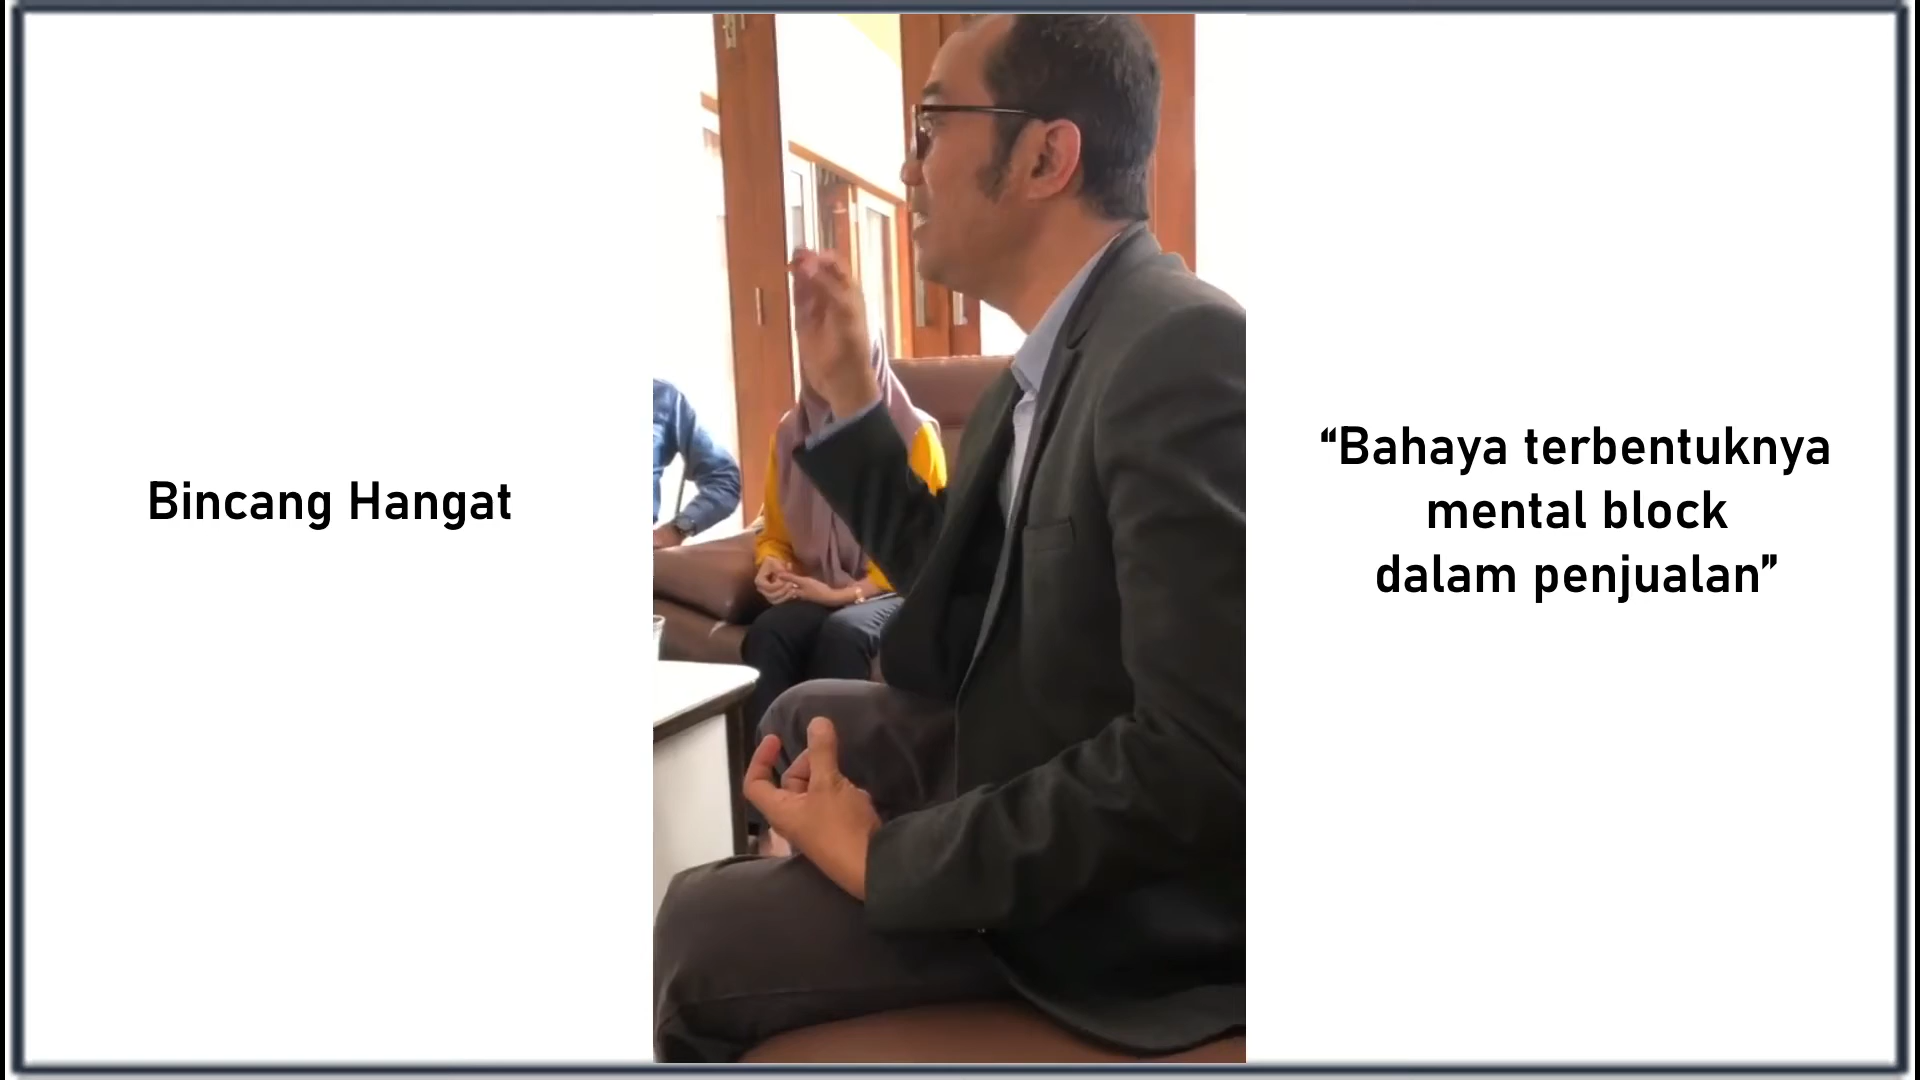 Bincang Hangat
“Bahaya terbentuknya
mental block
dalam penjualan”